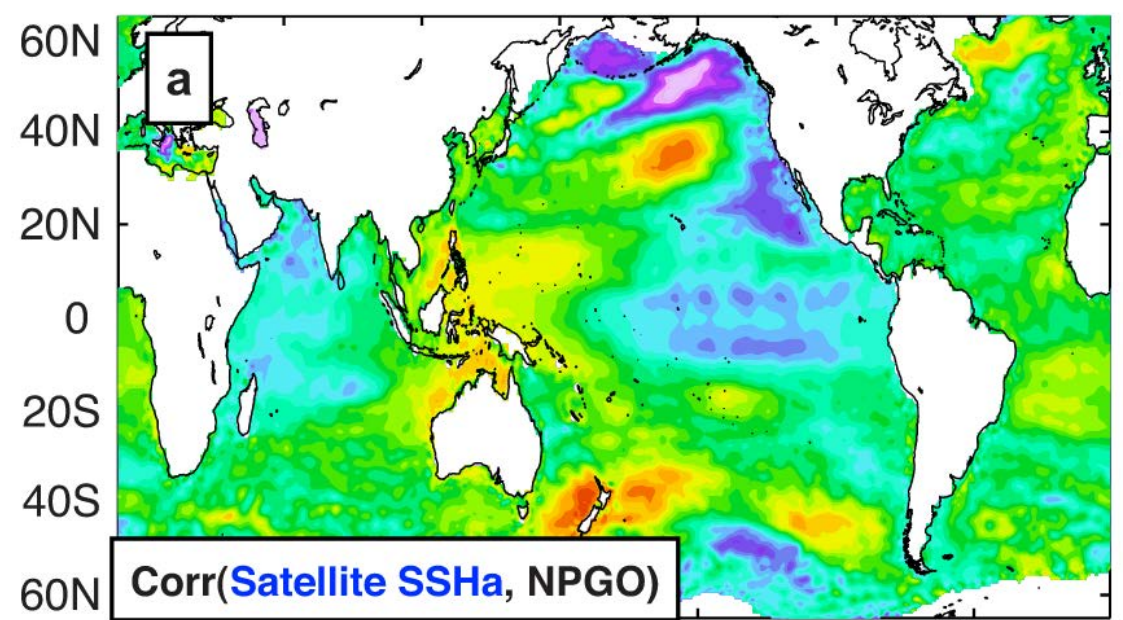 60N
a
40N
20N
0
20S
40S
60N
Corr(Satellite SSHa, NPGO)